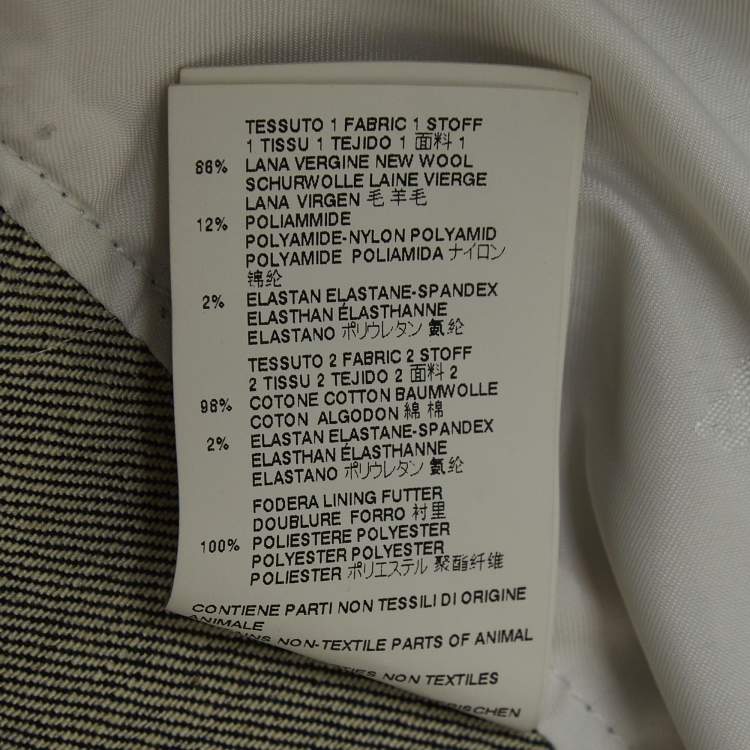 TESSUTO 1 FABRIC 1 STOFF
1 TISSU 1 TEJIDO 1 面料 1
86% LANA VERGINE NEW WOOL
SCHURWOLLE LAINE VIERGE
LANA VIRGEN 毛 羊毛
12% POLIAMMIDE
POLYAMIDE-NYLON POLYAMID
POLYAMIDE POLIAMIDA ナイロン
锦纶
2% ELASTAN ELASTANE-SPANDEX
ELASTHAN ÉLASTHANNE
ELASTANO ポリウレタン 氨纶
TESSUTO 2 FABRIC 2 STOFF
2 TISSU 2 TEJIDO 2 面料 2
98% COTONE COTTON BAUMWOLLE
COTON ALGODON 綿 棉
2% ELASTAN ELASTANE-SPANDEX
ELASTHAN ÉLASTHANNE
ELASTANO ポリウレタン 氨纶
FODERA LINING FUTTER
DOUBLURE FORRO 衬里
100% POLIESTERE POLYESTER
POLYESTER POLYESTER
POLIESTER ポリエステル 聚酯纤维
CONTIENE PARTI NON TESSILI DI ORIGINE
ANIMALE
NON-TEXTILE PARTS OF ANIMAL
NON TEXTILES